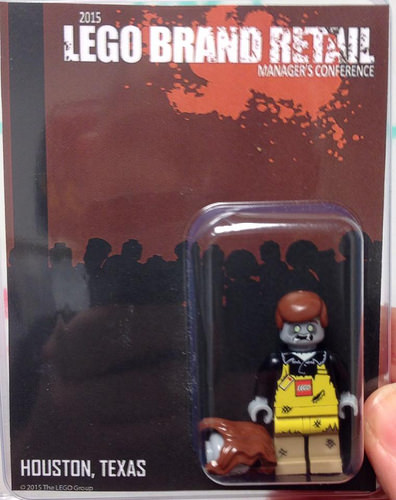 2015
LEGO BRAND RETAIL
MANAGER'S CONFERENCE
LEGO
HOUSTON, TEXAS
© 2015 The LEGO Group